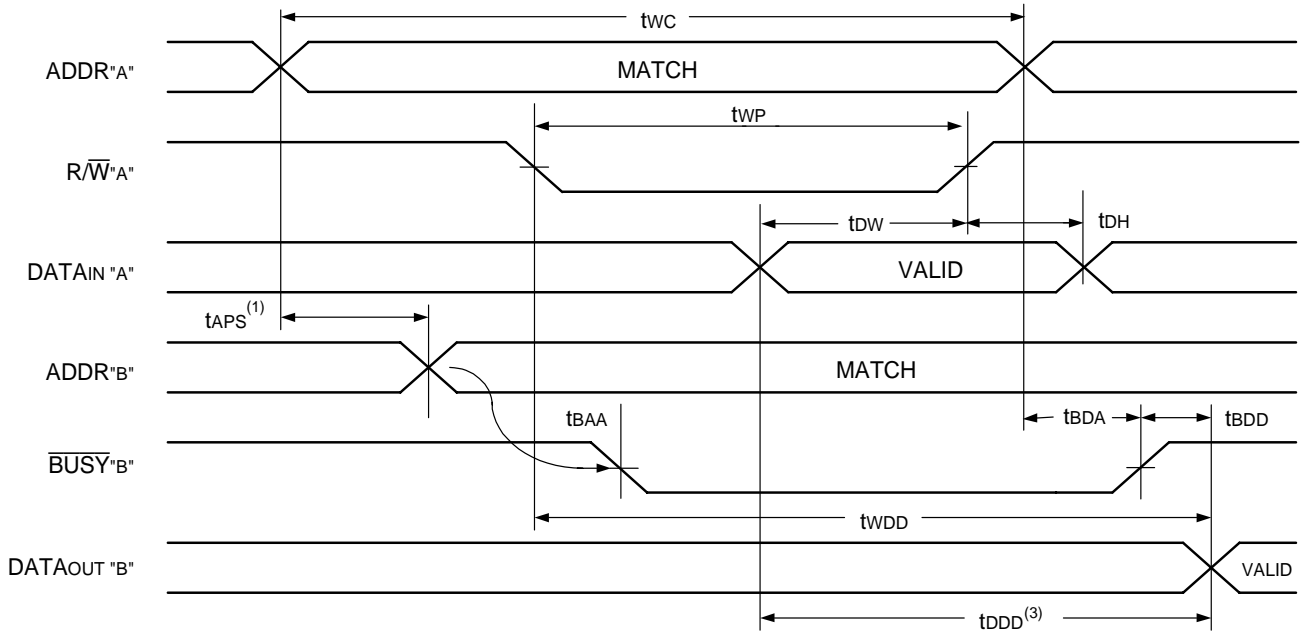 tWC
ADDR"A"
MATCH
tWP
R/W̅"A"
tDW
tDH
DATAIN "A"
VALID
tAPS(1)
ADDR"B"
MATCH
tBAA
tBDA
tBDD
B̅U̅S̅Y̅"B"
tWDD
DATAOUT "B"
VALID
tDDD(3)